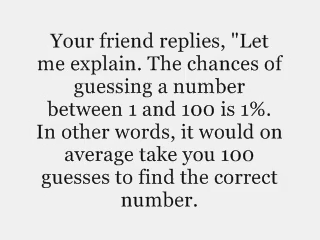 Your friend replies, "Let
me explain. The chances of
guessing a number
between 1 and 100 is 1%.
In other words, it would on
average take you 100
guesses to find the correct
number.